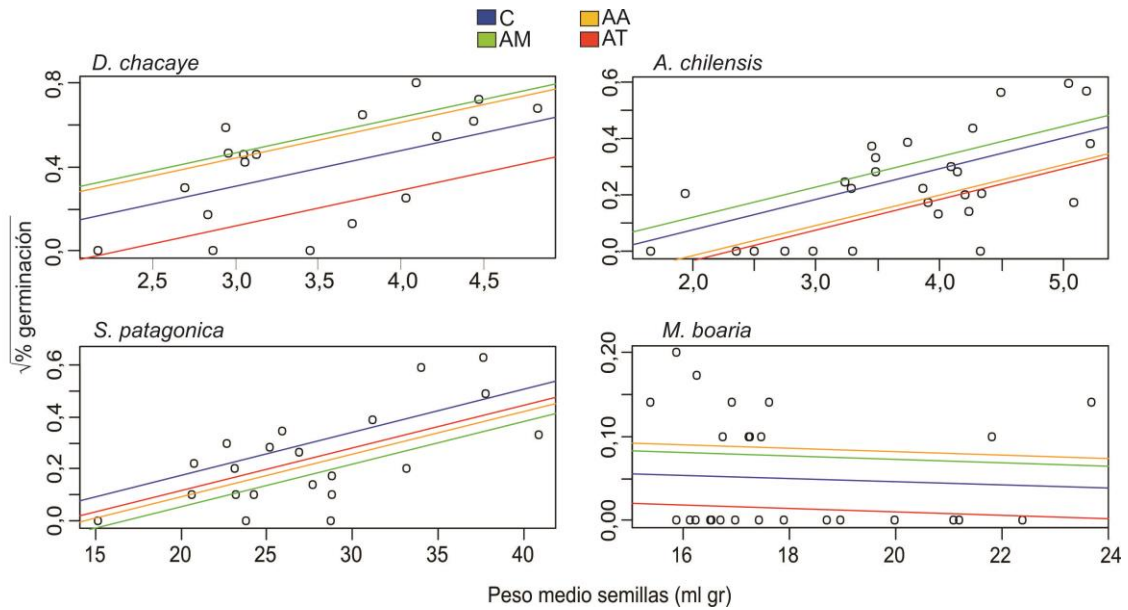 C AA
AM AT
D. chacaye A. chilensis
0,8 0,6
0,4 0,4
0,2
0,0 0,0
2,5 3,0 3,5 4,0 4,5 2,0 3,0 4,0 5,0
S. patagonica M. boaria
0,6 0,20
0,4
0,2 0,10
0,0 0,00
15 20 25 30 35 40 16 18 20 22 24
√% germinación
Peso medio semillas (ml gr)